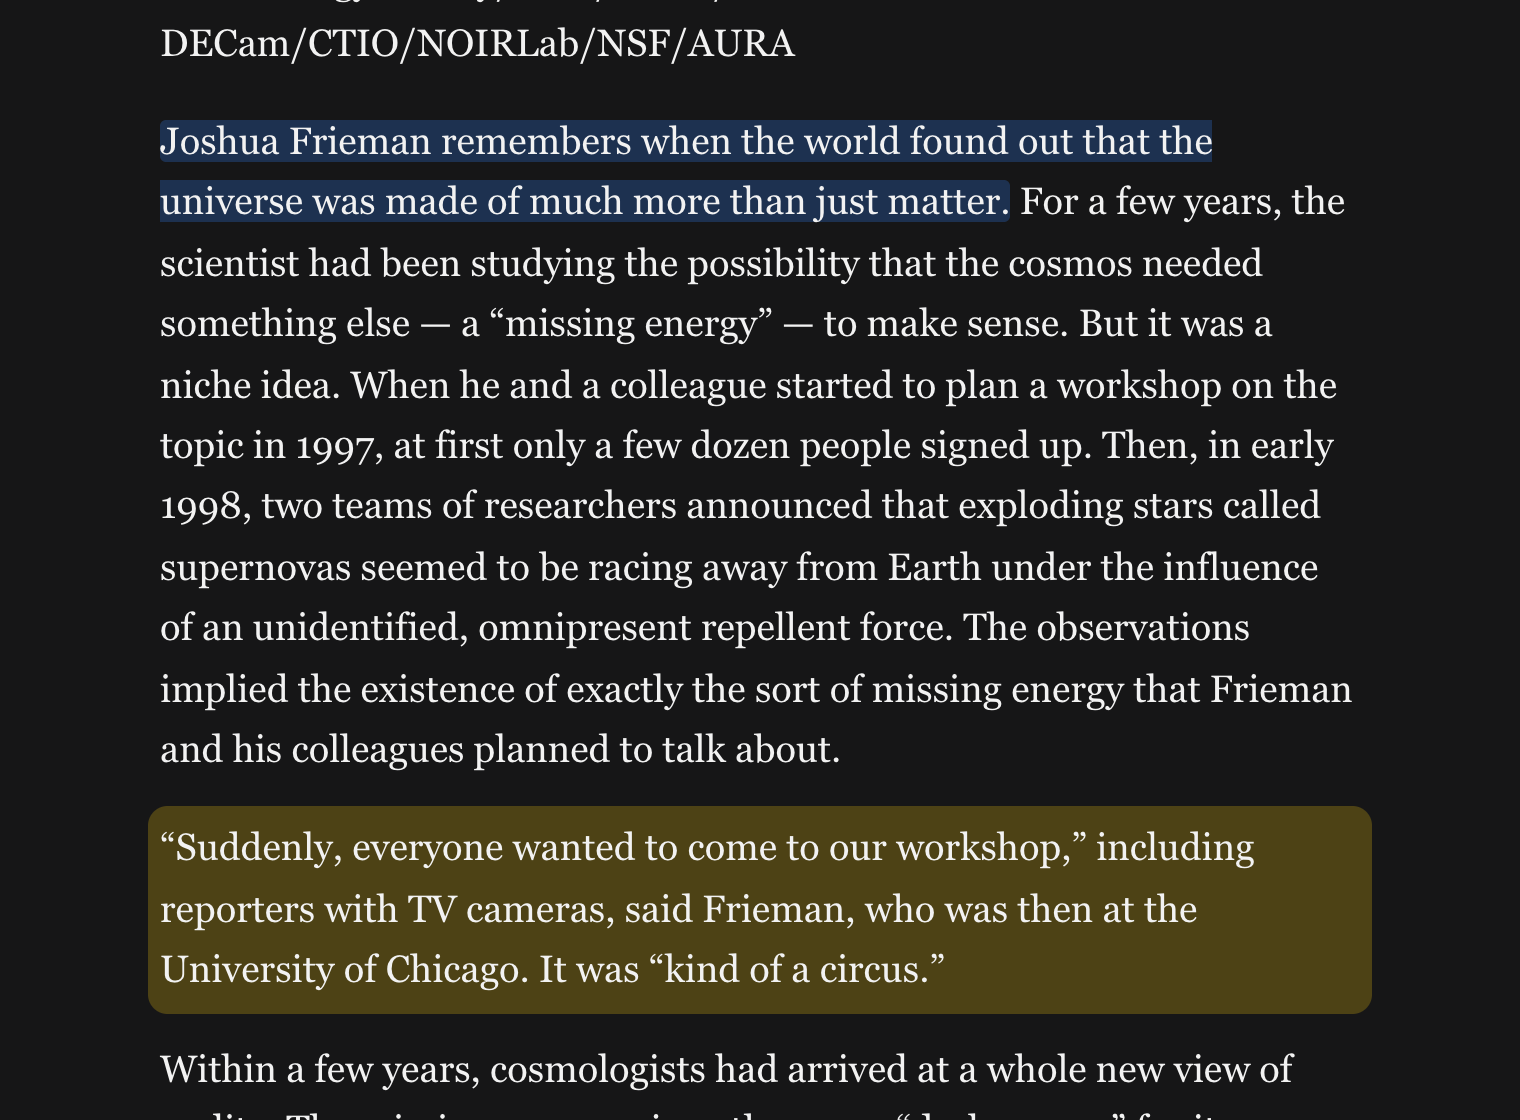 DECam/CTIO/NOIRLab/NSF/AURA
Joshua Frieman remembers when the world found out that the
universe was made of much more than just matter. For a few years, the
scientist had been studying the possibility that the cosmos needed
something else — a “missing energy” — to make sense. But it was a
niche idea. When he and a colleague started to plan a workshop on the
topic in 1997, at first only a few dozen people signed up. Then, in early
1998, two teams of researchers announced that exploding stars called
supernovas seemed to be racing away from Earth under the influence
of an unidentified, omnipresent repellent force. The observations
implied the existence of exactly the sort of missing energy that Frieman
and his colleagues planned to talk about.
“Suddenly, everyone wanted to come to our workshop,” including
reporters with TV cameras, said Frieman, who was then at the
University of Chicago. It was “kind of a circus.”
Within a few years, cosmologists had arrived at a whole new view of